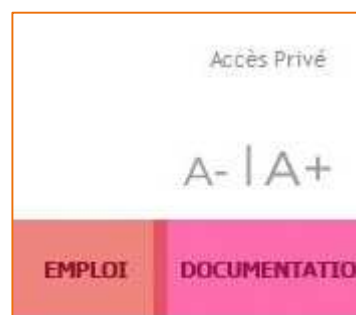 Accès Privé
A- | A+
EMPLOI DOCUMENTATIO